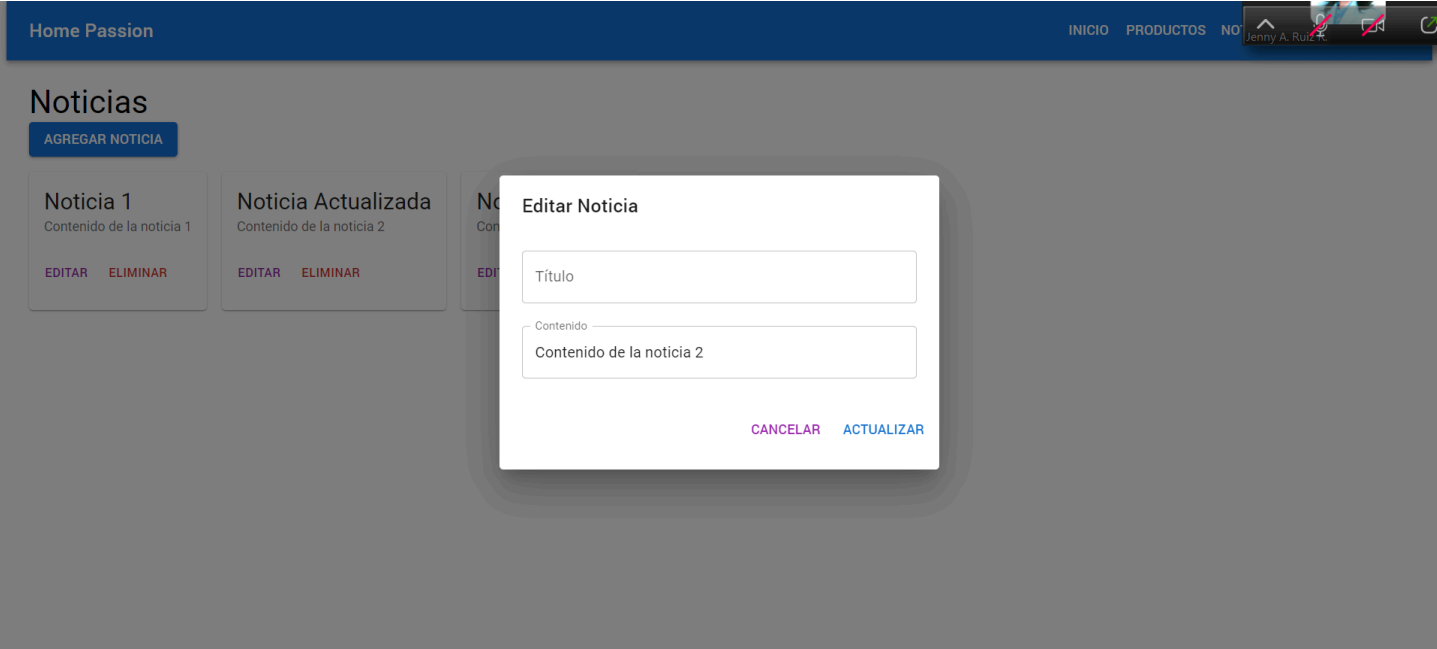 Home Passion
INICIO PRODUCTOS
Jenny A. Ruiz
Noticias
AGREGAR NOTICIA
Noticia 1
Contenido de la noticia 1
EDITAR ELIMINAR
Noticia Actualizada
Contenido de la noticia 2
EDITAR ELIMINAR
Editar Noticia
Título
Contenido
Contenido de la noticia 2
CANCELAR ACTUALIZAR